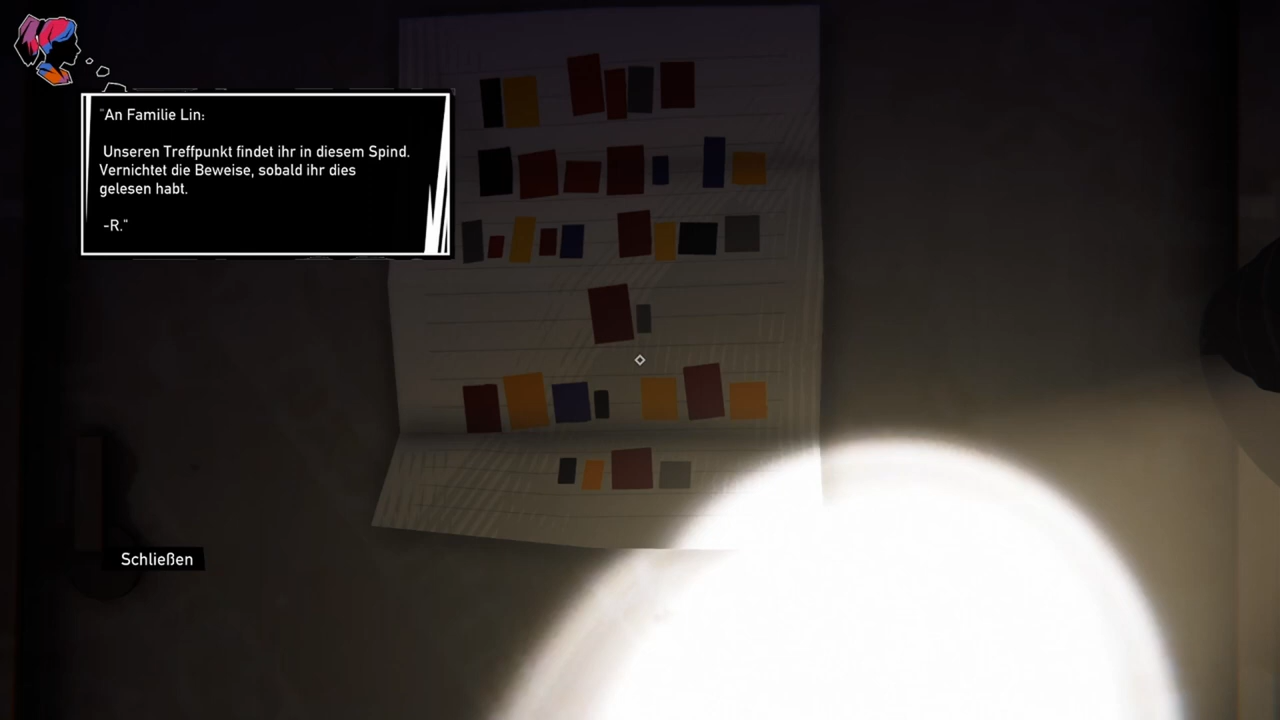 "An Familie Lin:
Unseren Treffpunkt findet ihr in diesem Spind.
Vernichtet die Beweise, sobald ihr dies
gelesen habt.
-R."
Schließen